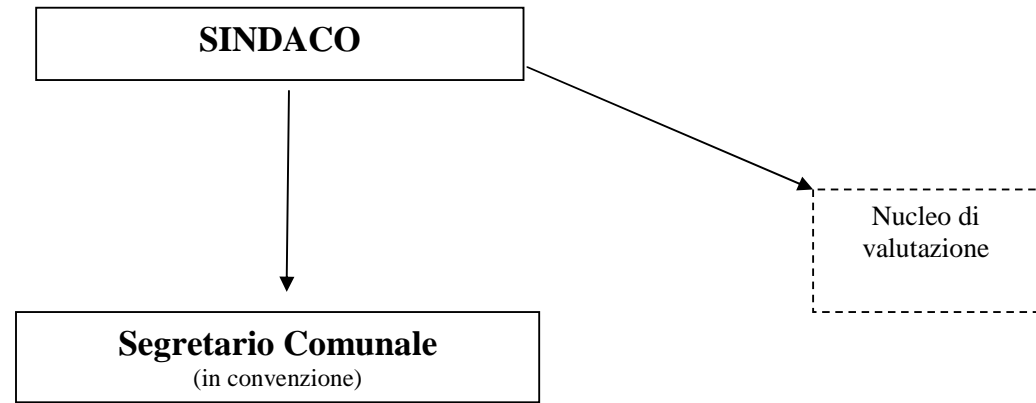 SINDACO
Nucleo di
valutazione
Segretario Comunale
(in convenzione)